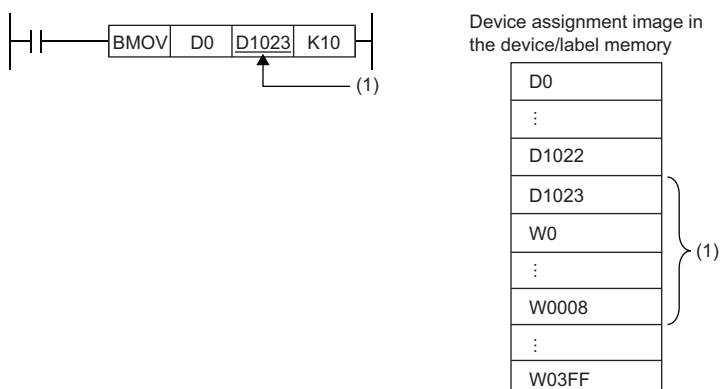 BMOV D0 D1023 K10
(1)
Device assignment image in
the device/label memory
D0
⋮
D1022
D1023
W0
⋮
W0008
(1)
⋮
W03FF